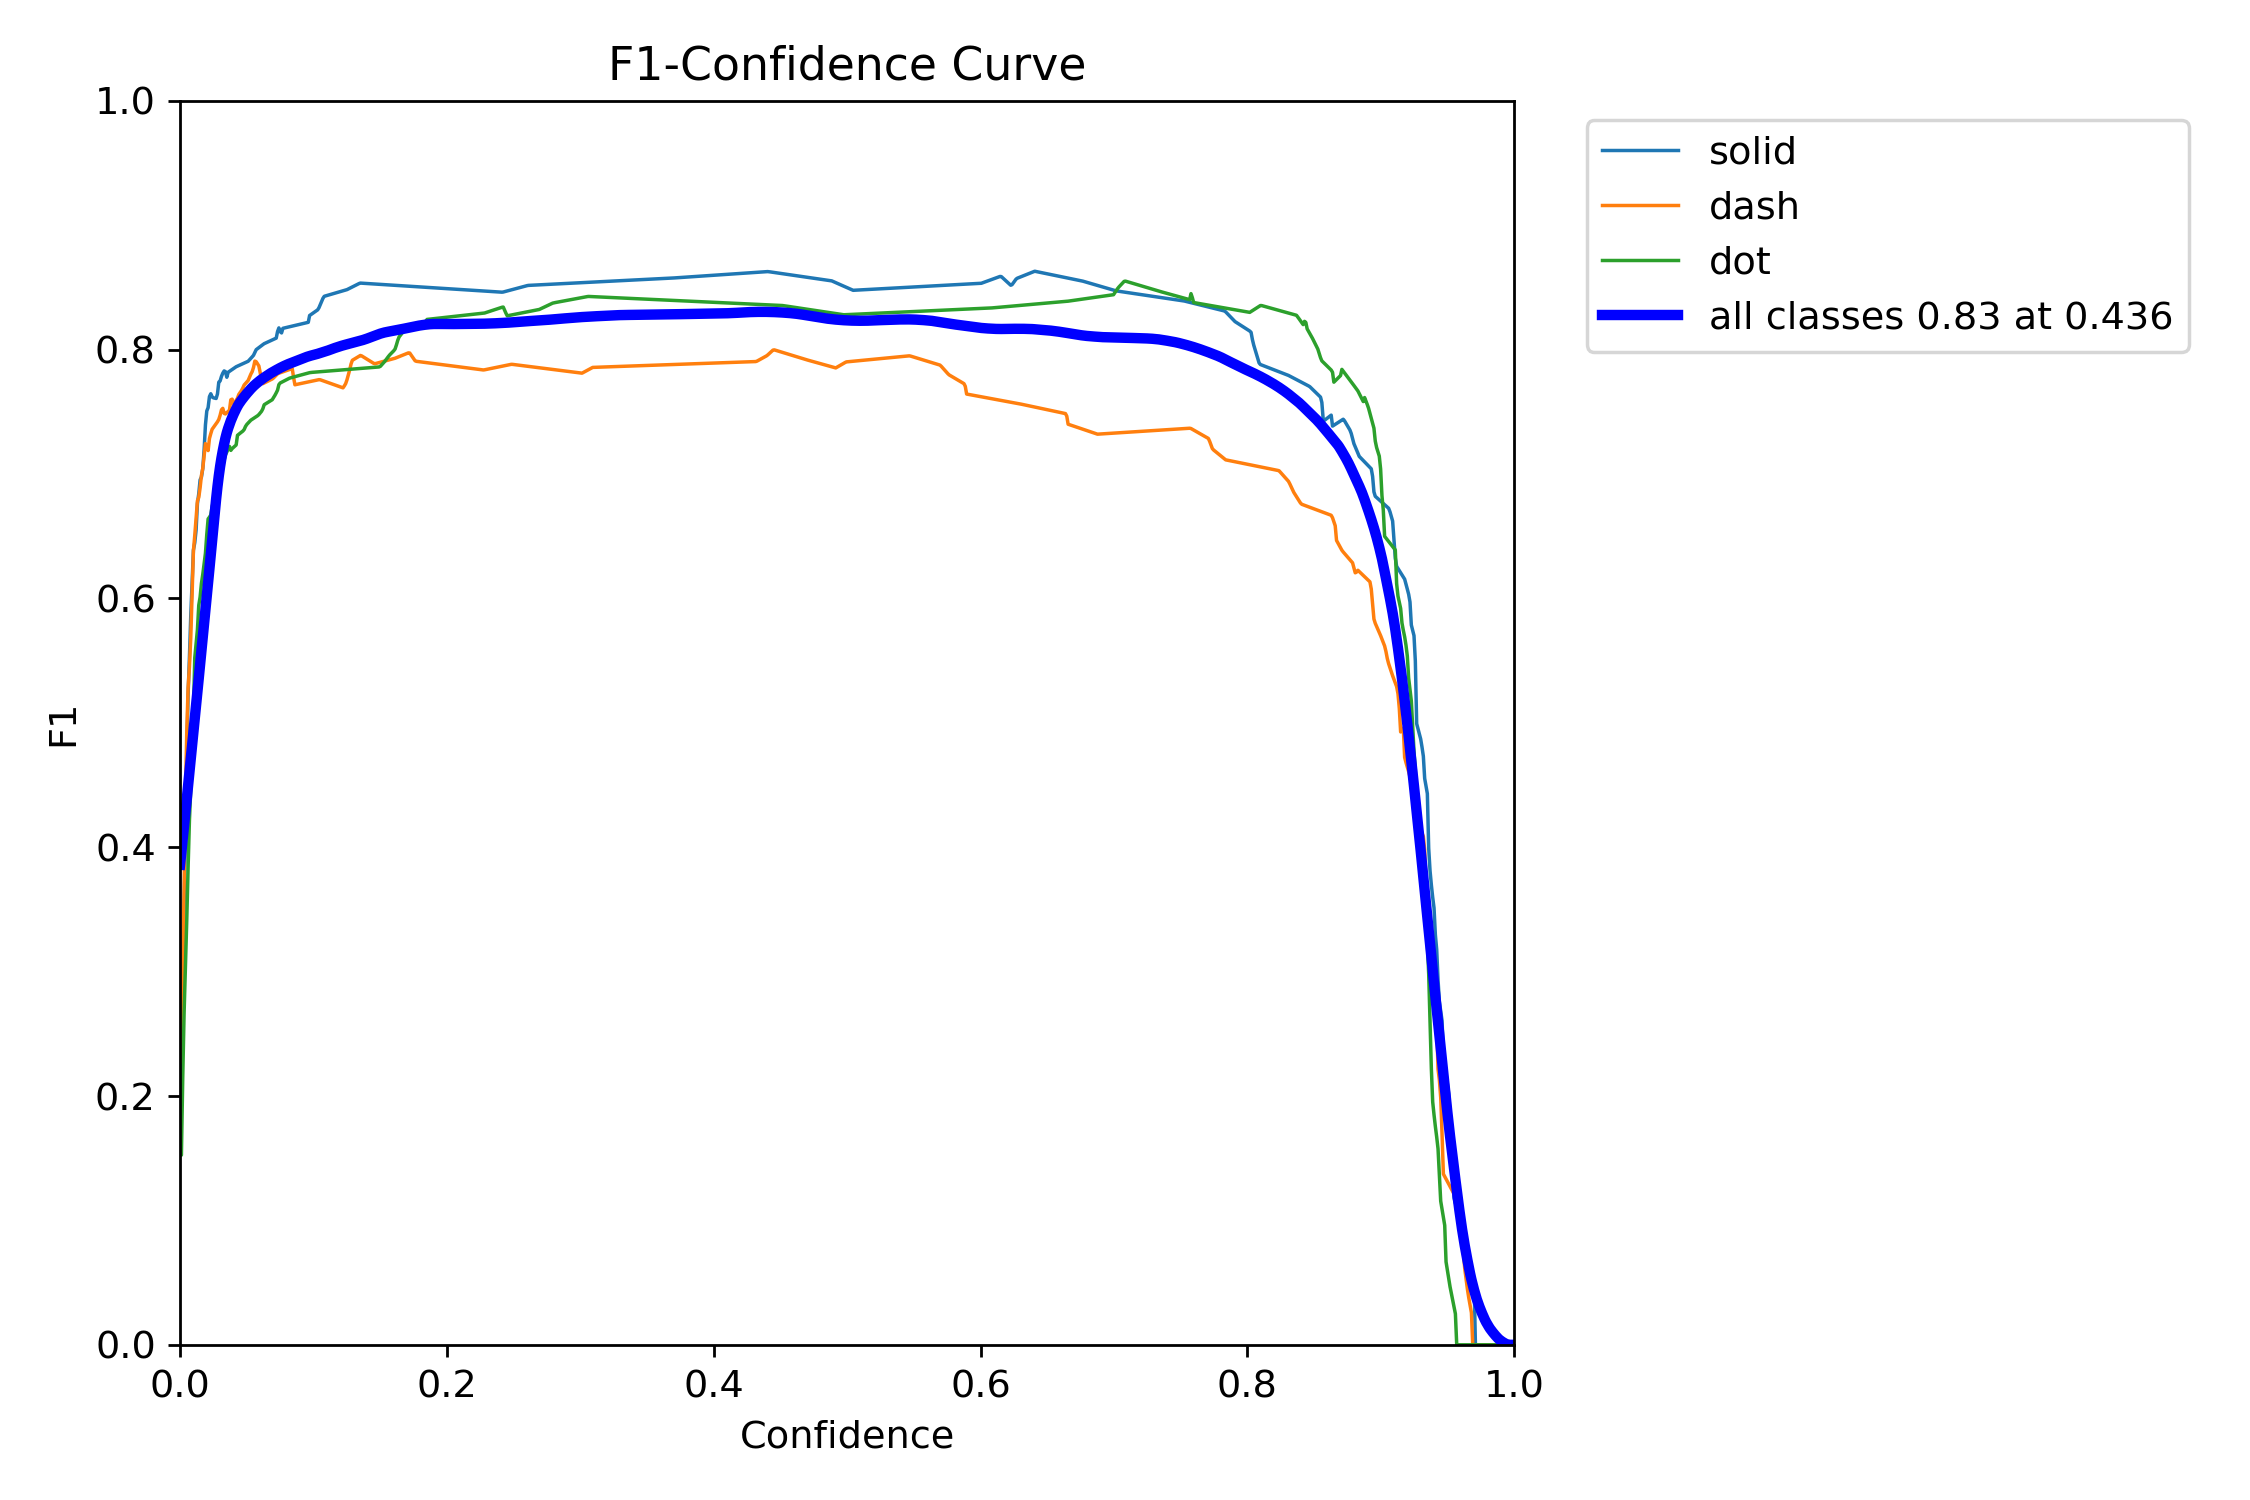 F1-Confidence Curve
1.0
0.8
0.6
0.4
0.2
0.0
F1
0.0 0.2 0.4 0.6 0.8 1.0
Confidence
solid
dash
dot
all classes 0.83 at 0.436